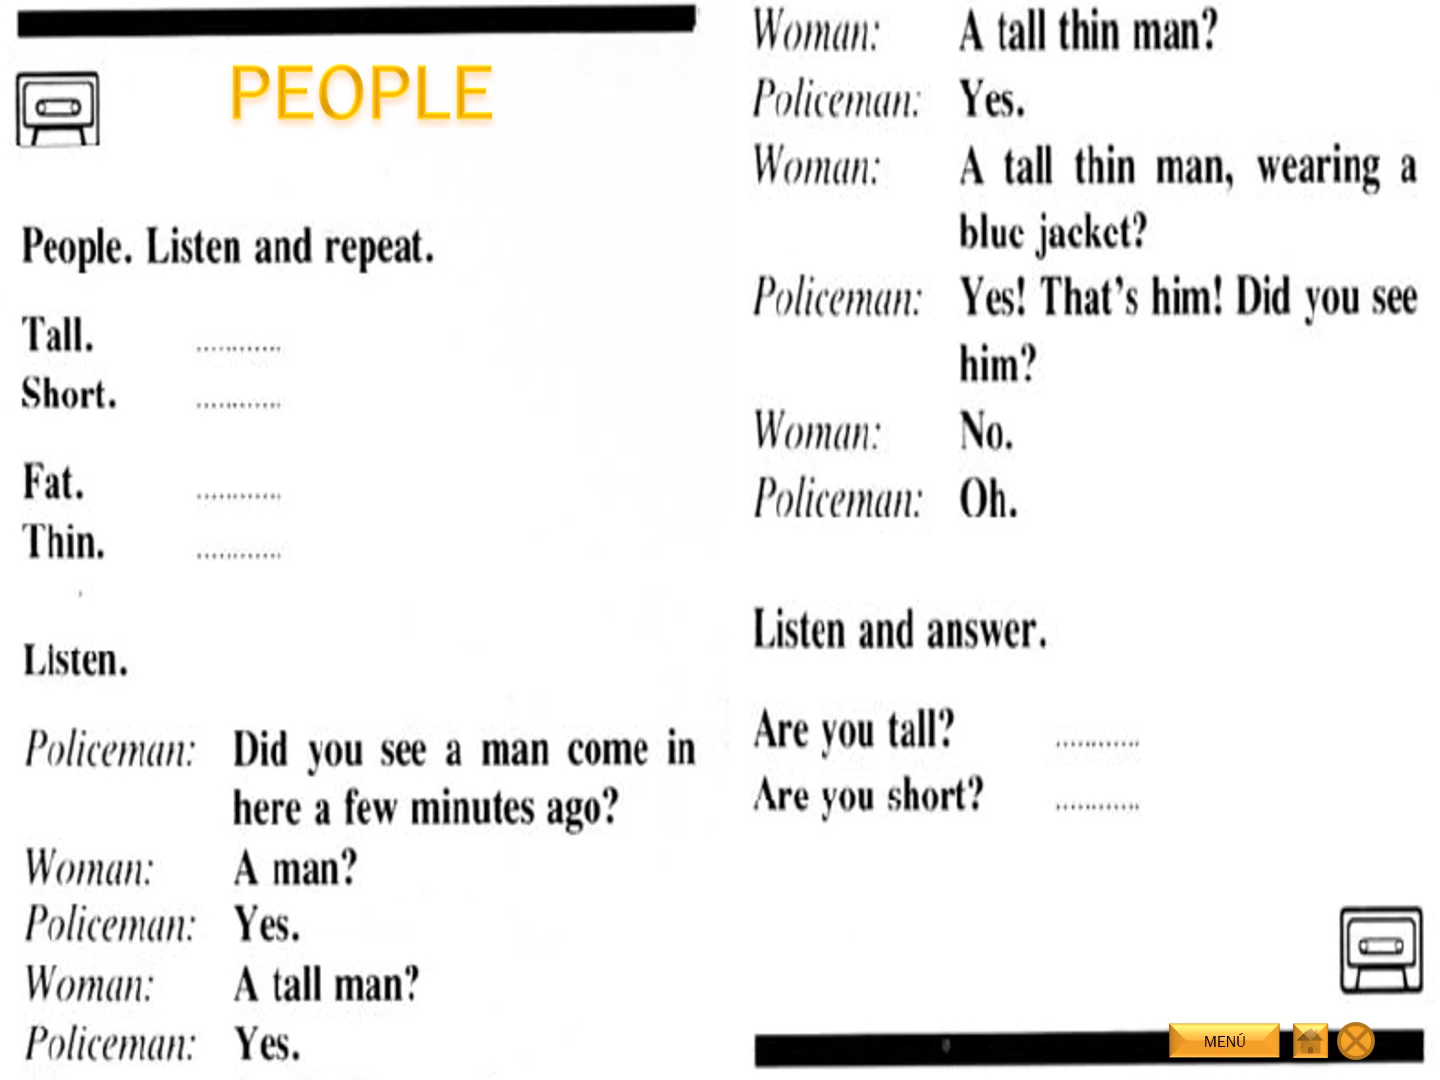 PEOPLE
People. Listen and repeat.
Tall. ............
Short. ............
Fat. ............
Thin. ............
Listen.
Policeman: Did you see a man come in
here a few minutes ago?
Woman: A man?
Policeman: Yes.
Woman: A tall man?
Policeman: Yes.
Woman: A tall thin man?
Policeman: Yes.
Woman: A tall thin man, wearing a
blue jacket?
Policeman: Yes! That's him! Did you see
him?
Woman: No.
Policeman: Oh.
Listen and answer.
Are you tall? ............
Are you short? ............
MENÚ